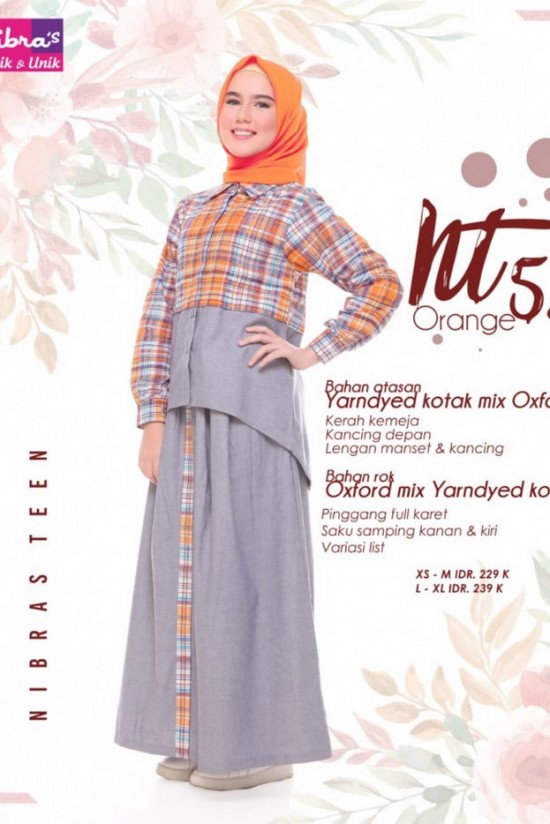 ibra's
ik & Unik
Nt 5
Orange
Bahan atasan
Yarndyed kotak mix Oxfo
Kerah kemeja
Kancing depan
Lengan manset & kancing
Bahan rok
Oxford mix Yarndyed ko
Pinggang full karet
Saku samping kanan & kiri
Variasi list
XS - M IDR. 229 K
L - XL IDR. 239 K
NIBRAS TEEN